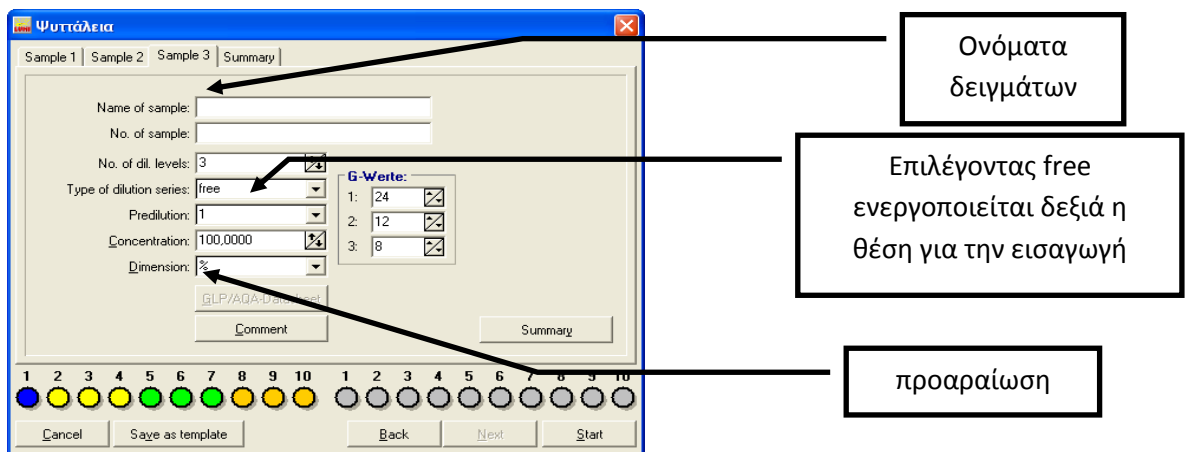 Ψυττάλεια
Sample 1 Sample 2 Sample 3 Summary
Name of sample:
No. of sample:
No. of dil. levels: 3
Type of dilution series: free
Predilution: 1
Concentration: 100,0000
Dimension: %
G-Werte:
1: 24
2: 12
3: 8
GLP/AQA-Datasheet
Comment
Summary
1 2 3 4 5 6 7 8 9 10 1 2 3 4 5 6 7 8 9 10
Cancel Save as template Back Next Start
Ονόματα
δειγμάτων
Επιλέγοντας free
ενεργοποιείται δεξιά η
θέση για την εισαγωγή
προαραίωση